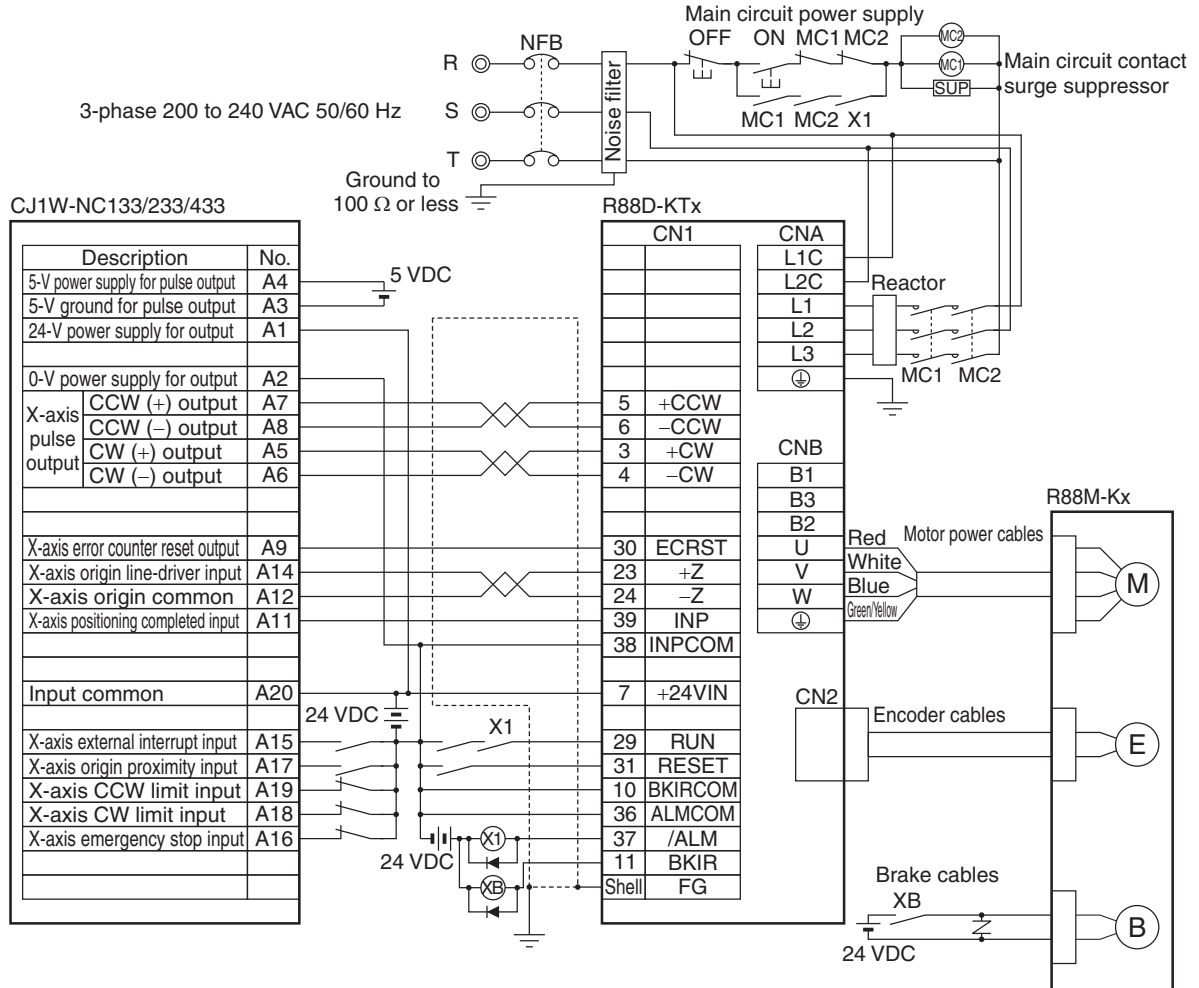 Main circuit power supply
OFF ON MC1 MC2
MC2
NFB
R
MC1
Main circuit contact
surge suppressor
SUP
Noise filter
3-phase 200 to 240 VAC 50/60 Hz
S
MC1 MC2 X1
T
Ground to
100 Ω or less
CJ1W-NC133/233/433
R88D-KTx
CN1 CNA
Description No.
L1C
5-V power supply for pulse output A4
5 VDC
L2C
Reactor
5-V ground for pulse output A3
L1
24-V power supply for output A1
L2
L3
0-V power supply for output A2
MC1 MC2
X-axis pulse output
CCW (+) output A7
5 +CCW
CCW (−) output A8
6 −CCW
CW (+) output A5
3 +CW
CNB
CW (−) output A6
4 −CW
B1
B3
R88M-Kx
B2
X-axis error counter reset output A9
30 ECRST
U
Red
Motor power cables
X-axis origin line-driver input A14
23 +Z
V
White
X-axis origin common A12
24 −Z
W
Blue
M
X-axis positioning completed input A11
39 INP
Green/Yellow
38 INPCOM
Input common A20
7 +24VIN
CN2
24 VDC
X1
Encoder cables
X-axis external interrupt input A15
29 RUN
E
X-axis origin proximity input A17
31 RESET
X-axis CCW limit input A19
10 BKIRCOM
X-axis CW limit input A18
36 ALMCOM
X-axis emergency stop input A16
X1
37 /ALM
24 VDC
11 BKIR
XB
Shell FG
Brake cables
XB
B
24 VDC